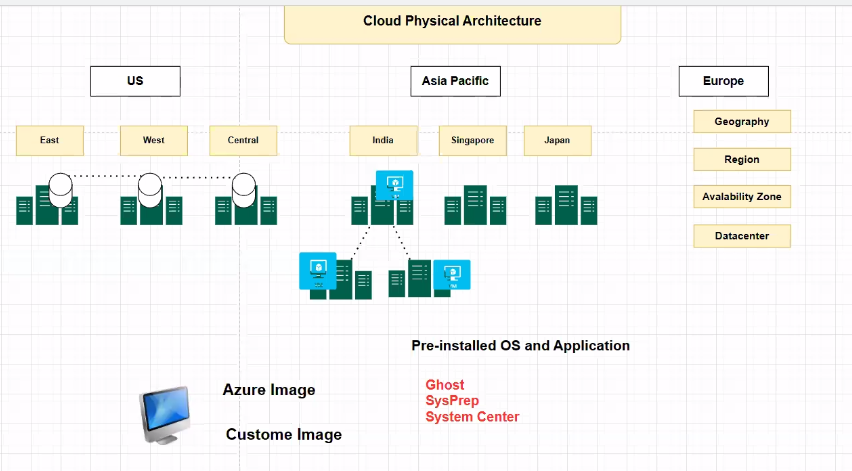 Cloud Physical Architecture
US
Asia Pacific
Europe
East
West
Central
India
Singapore
Japan
Geography
Region
Avalability Zone
Datacenter
Pre-installed OS and Application
Azure Image
Custome Image
Ghost
SysPrep
System Center